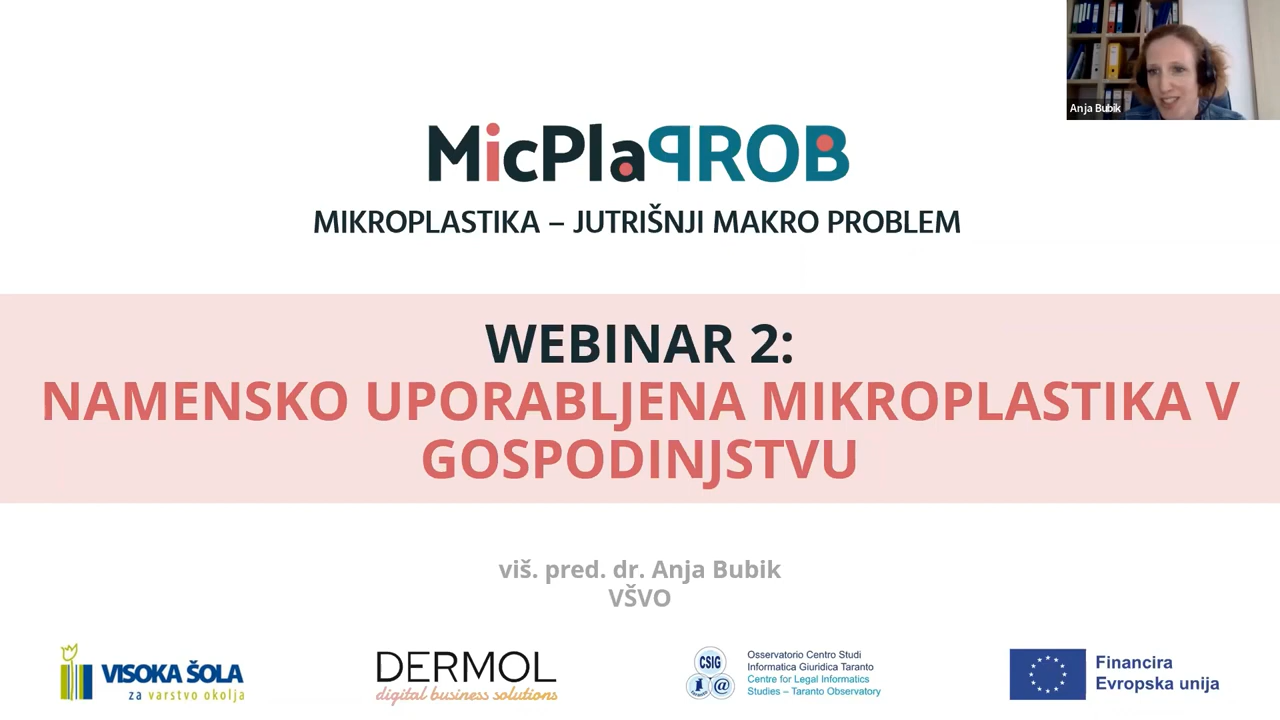 Anja Bubik
MicPlaPROB
MIKROPLASTIKA – JUTRIŠNJI MAKRO PROBLEM
WEBINAR 2:
NAMENSKO UPORABLJENA MIKROPLASTIKA V
GOSPODINJSTVU
viš. pred. dr. Anja Bubik
VŠVO
VISOKA ŠOLA
za varstvo okolja
DERMOL
digital business solutions
CSIG
@
Osservatorio Centro Studi
Informatica Giuridica Taranto
Centre for Legal Informatics
Studies – Taranto Observatory
Financira
Evropska unija